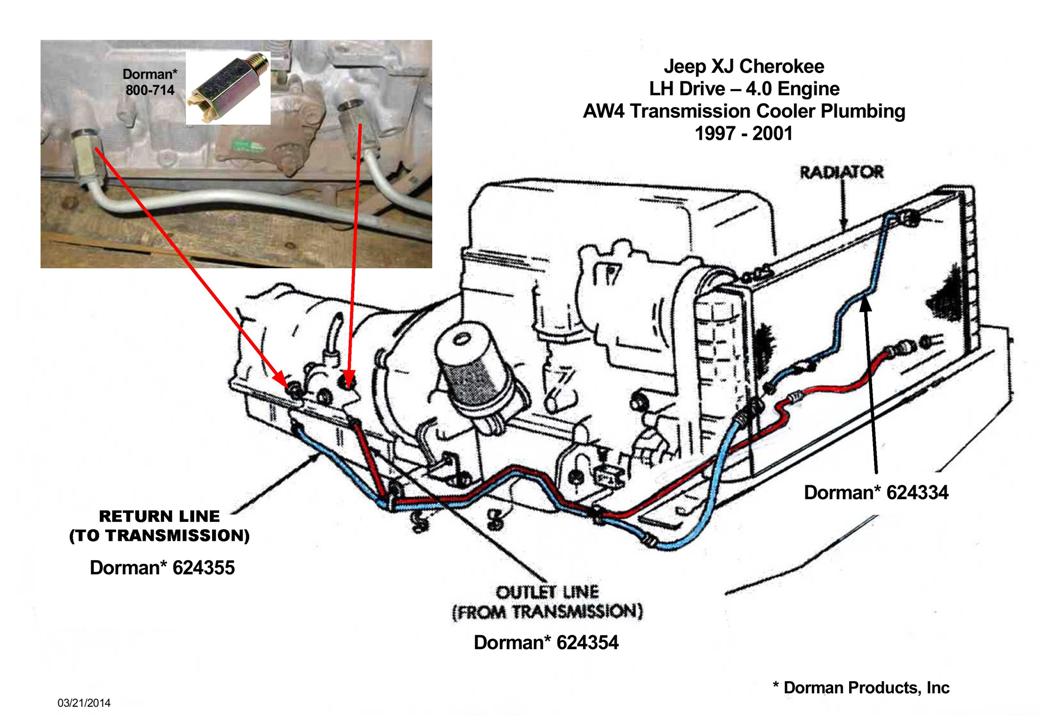 Dorman*
800-714
Jeep XJ Cherokee
LH Drive – 4.0 Engine
AW4 Transmission Cooler Plumbing
1997 - 2001
RADIATOR
Dorman* 624334
RETURN LINE
(TO TRANSMISSION)
Dorman* 624355
OUTLET LINE
(FROM TRANSMISSION)
Dorman* 624354
* Dorman Products, Inc
03/21/2014